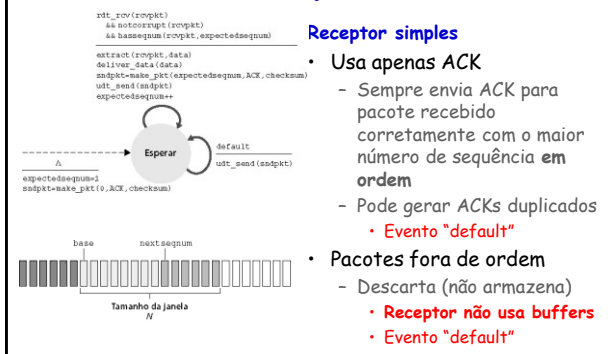 rdt_rcv(rcvpkt)
&& notcorrupt(rcvpkt)
&& hasseqnum(rcvpkt,expectedseqnum)
extract(rcvpkt,data)
deliver_data(data)
sndpkt=make_pkt(expectedseqnum,ACK,checksum)
udt_send(sndpkt)
expectedseqnum++
Esperar
default
udt_send(sndpkt)
Λ
expectedseqnum=1
sndpkt=make_pkt(0,ACK,checksum)
base
nextseqnum
Tamanho da janela
N
Receptor simples
• Usa apenas ACK
– Sempre envia ACK para
pacote recebido
corretamente com o maior
número de sequência em
ordem
– Pode gerar ACKs duplicados
• Evento “default”
• Pacotes fora de ordem
– Descarta (não armazena)
• Receptor não usa buffers
• Evento “default”